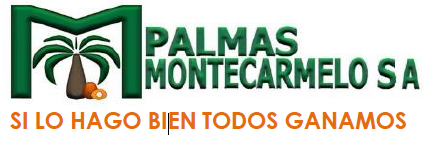 PALMAS
MONTECARMELO S A
SI LO HAGO BIEN TODOS GANAMOS